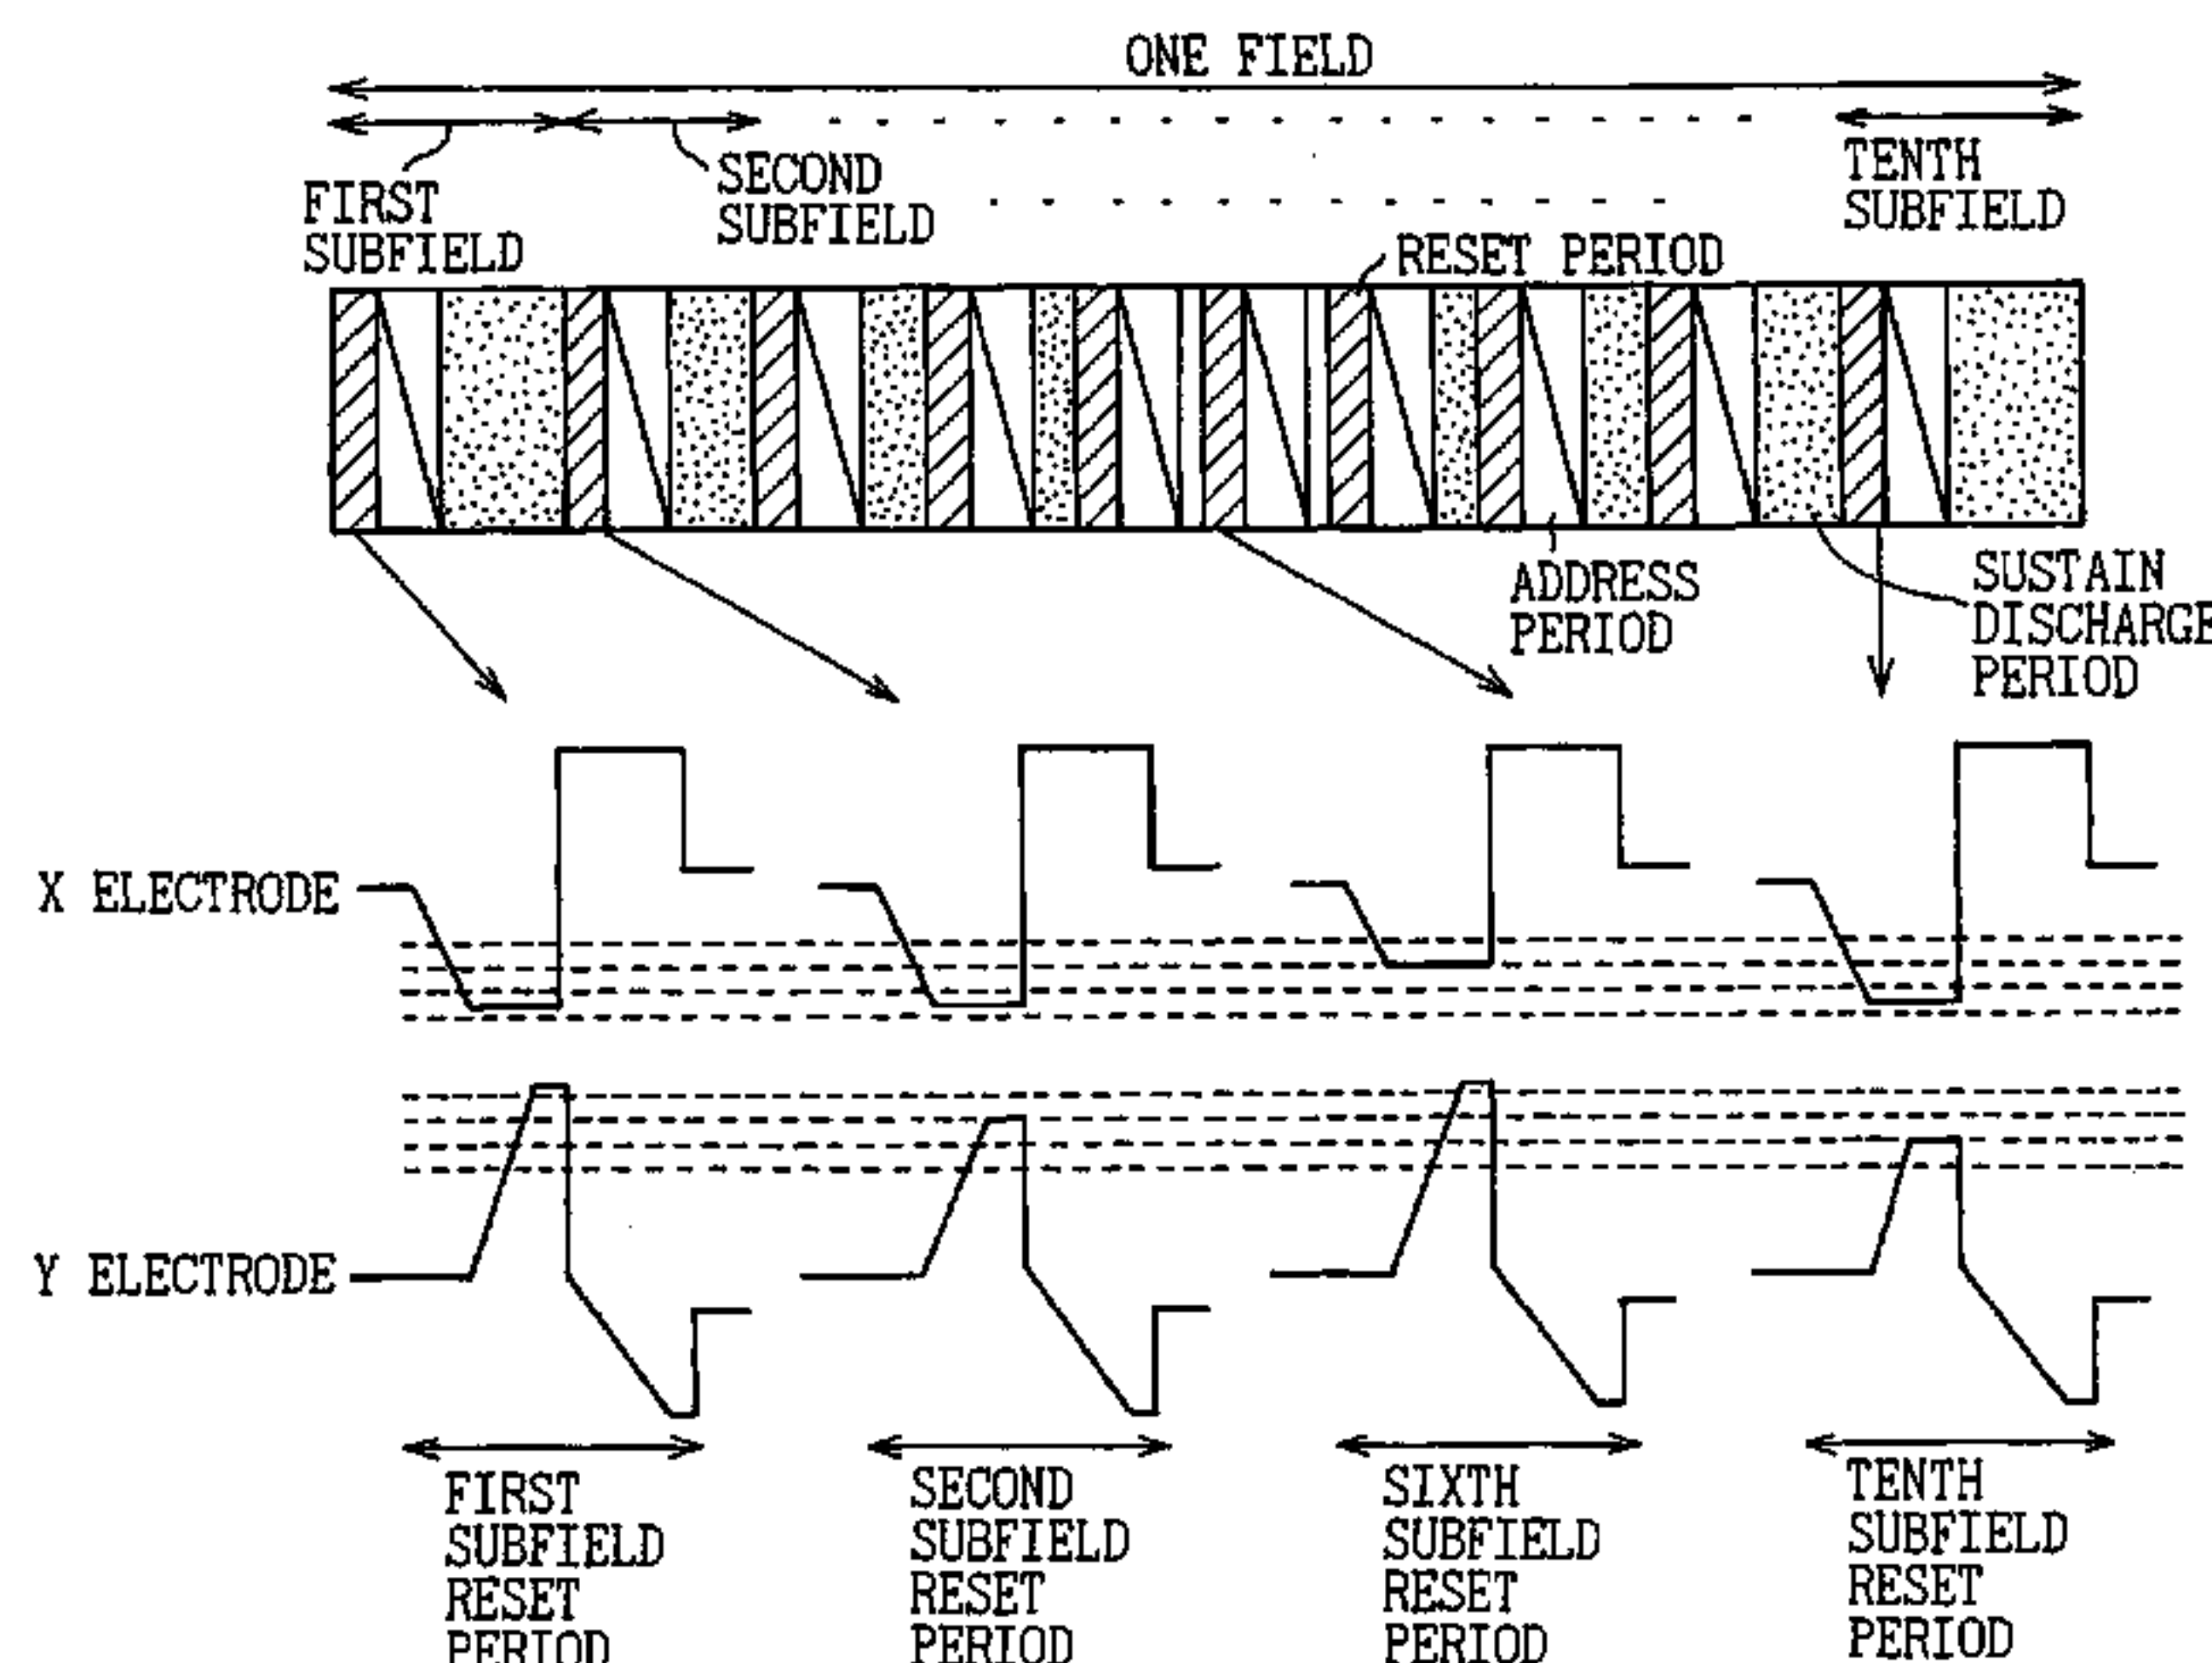 ONE FIELD
FIRST
SUBFIELD
SECOND
SUBFIELD
TENTH
SUBFIELD
RESET PERIOD
ADDRESS
PERIOD
SUSTAIN
DISCHARGE
PERIOD
X ELECTRODE
Y ELECTRODE
FIRST
SUBFIELD
RESET
PERIOD
SECOND
SUBFIELD
RESET
PERIOD
SIXTH
SUBFIELD
RESET
PERIOD
TENTH
SUBFIELD
RESET
PERIOD